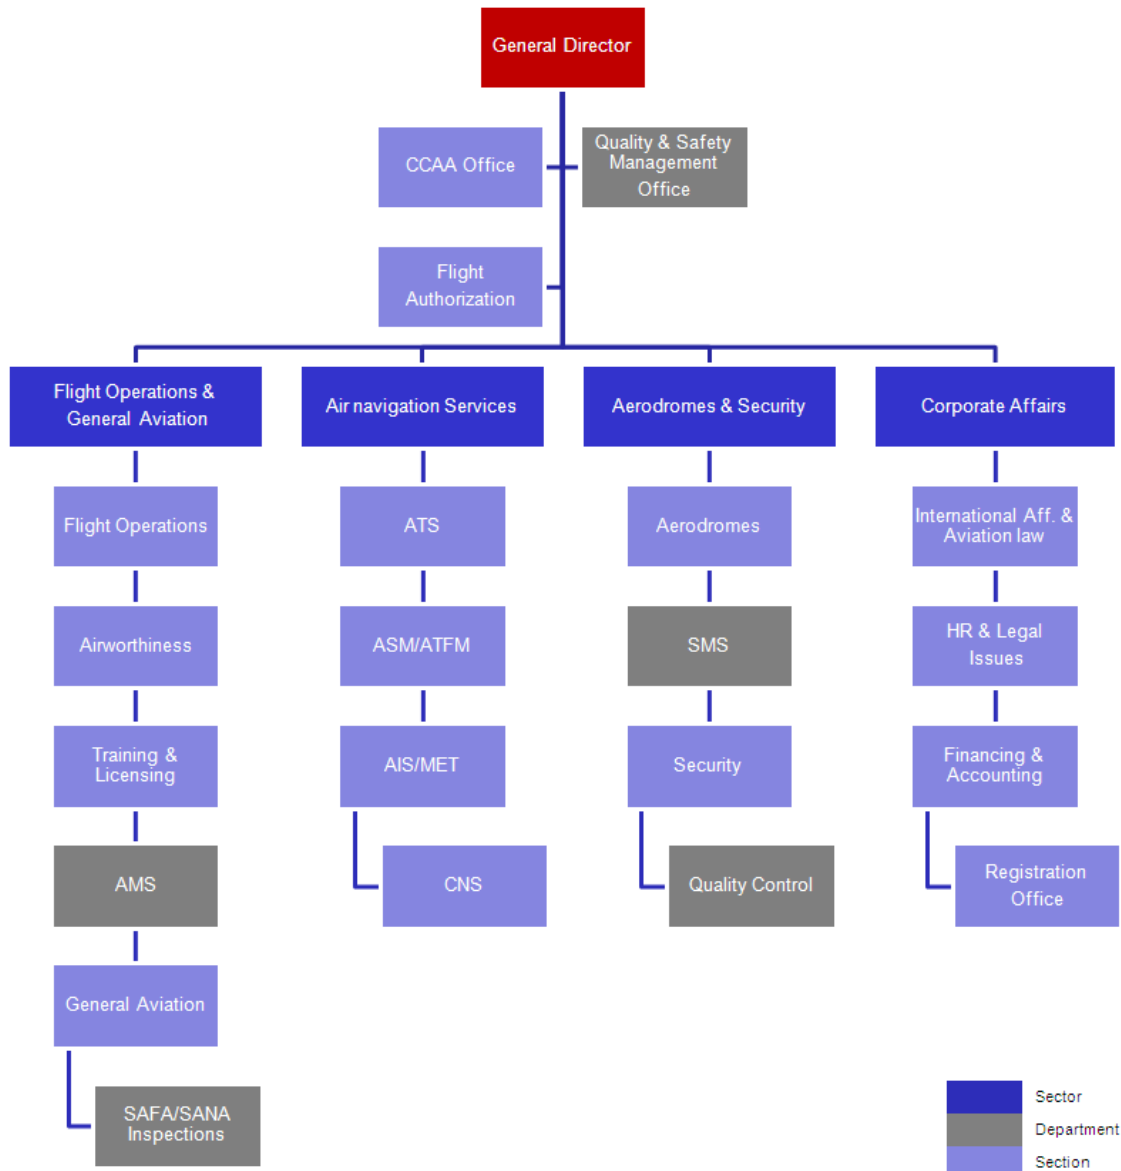 General Director
CCAA Office
Quality & Safety
Management
Office
Flight
Authorization
Flight Operations &
General Aviation
Air navigation Services
Aerodromes & Security
Corporate Affairs
Flight Operations
ATS
Aerodromes
International Aff. &
Aviation law
Airworthiness
ASM/ATFM
SMS
HR & Legal
Issues
Training &
Licensing
AIS/MET
Security
Financing &
Accounting
AMS
CNS
Quality Control
Registration
Office
General Aviation
SAFA/SANA
Inspections
Sector
Department
Section